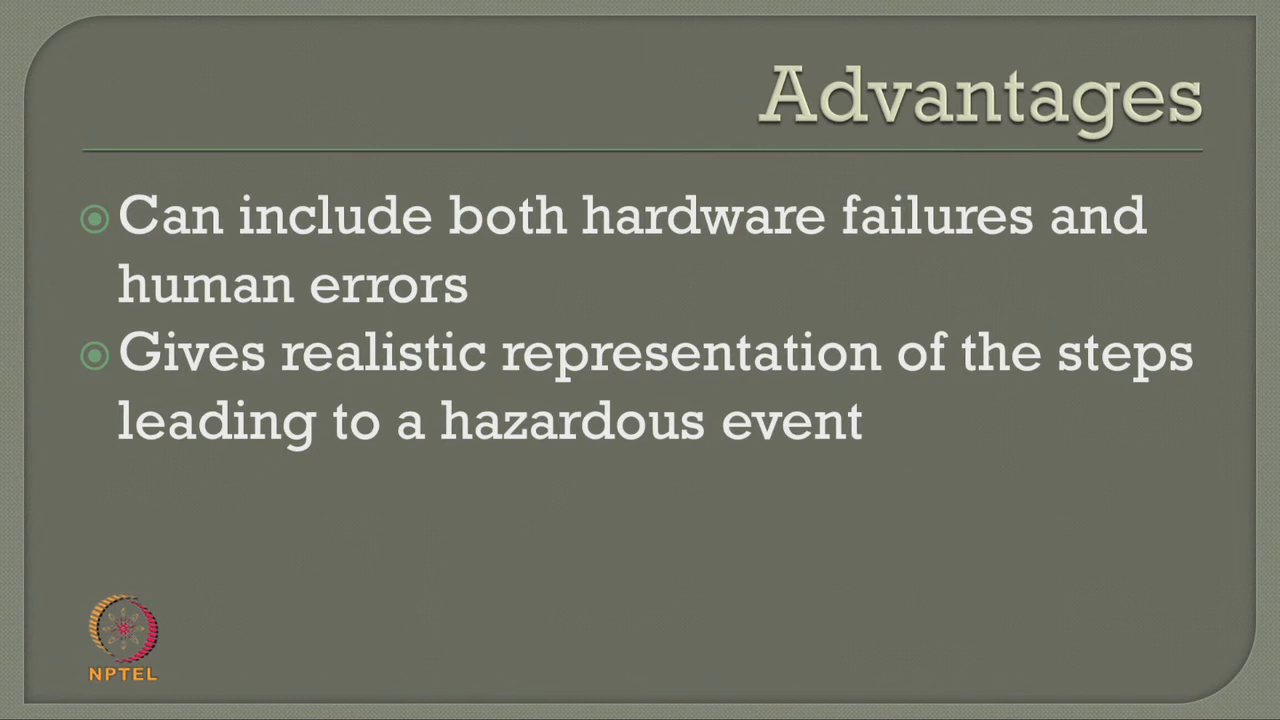 Advantages
Can include both hardware failures and
human errors
Gives realistic representation of the steps
leading to a hazardous event
NPTEL